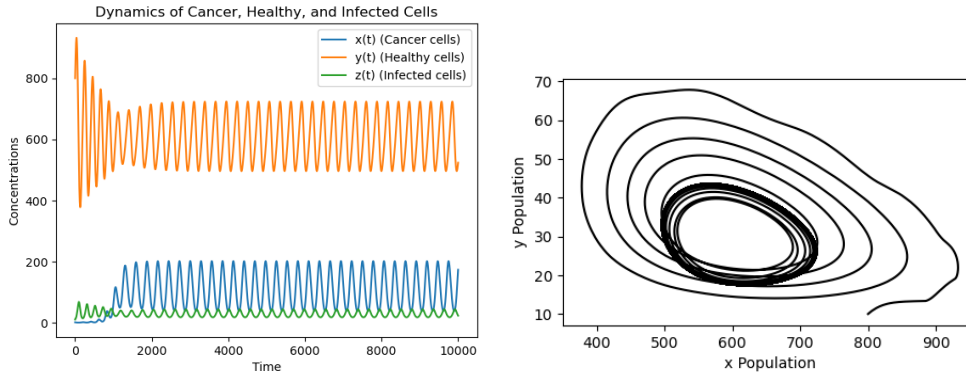 Dynamics of Cancer, Healthy, and Infected Cells
x(t) (Cancer cells)
y(t) (Healthy cells)
z(t) (Infected cells)
Concentrations
800
600
400
200
0
0 2000 4000 6000 8000 10000
Time
y Population
70
60
50
40
30
20
10
400 500 600 700 800 900
x Population